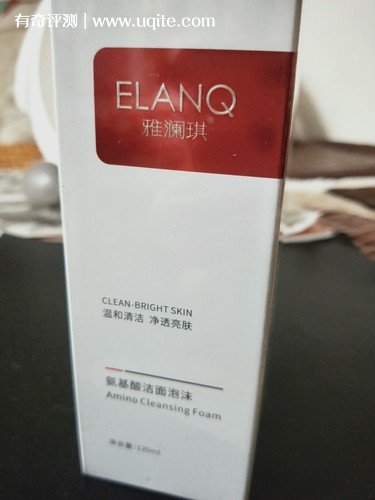 有奇评测 | www.uqite.com
ELANQ
雅澜琪®
CLEAN-BRIGHT SKIN
温和清洁 净透亮肤
氨基酸洁面泡沫
Amino Cleansing Foam
净含量:120ml